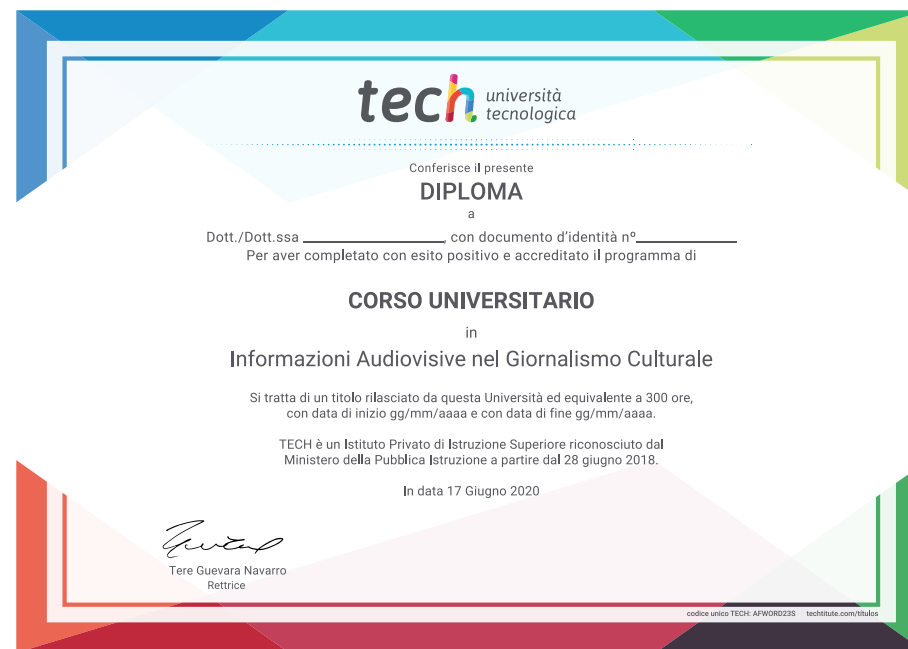 tech università
tecnologica
Conferisce il presente
DIPLOMA
a
Dott./Dott.ssa ____________________, con documento d'identità nº______________
Per aver completato con esito positivo e accreditato il programma di
CORSO UNIVERSITARIO
in
Informazioni Audiovisive nel Giornalismo Culturale
Si tratta di un titolo rilasciato da questa Università ed equivalente a 300 ore,
con data di inizio gg/mm/aaaa e con data di fine gg/mm/aaaa.
TECH è un Istituto Privato di Istruzione Superiore riconosciuto dal
Ministero della Pubblica Istruzione a partire dal 28 giugno 2018.
In data 17 Giugno 2020
Tere Guevara Navarro
Rettrice
codice unico TECH: AFWORD23S techtitute.com/títulos